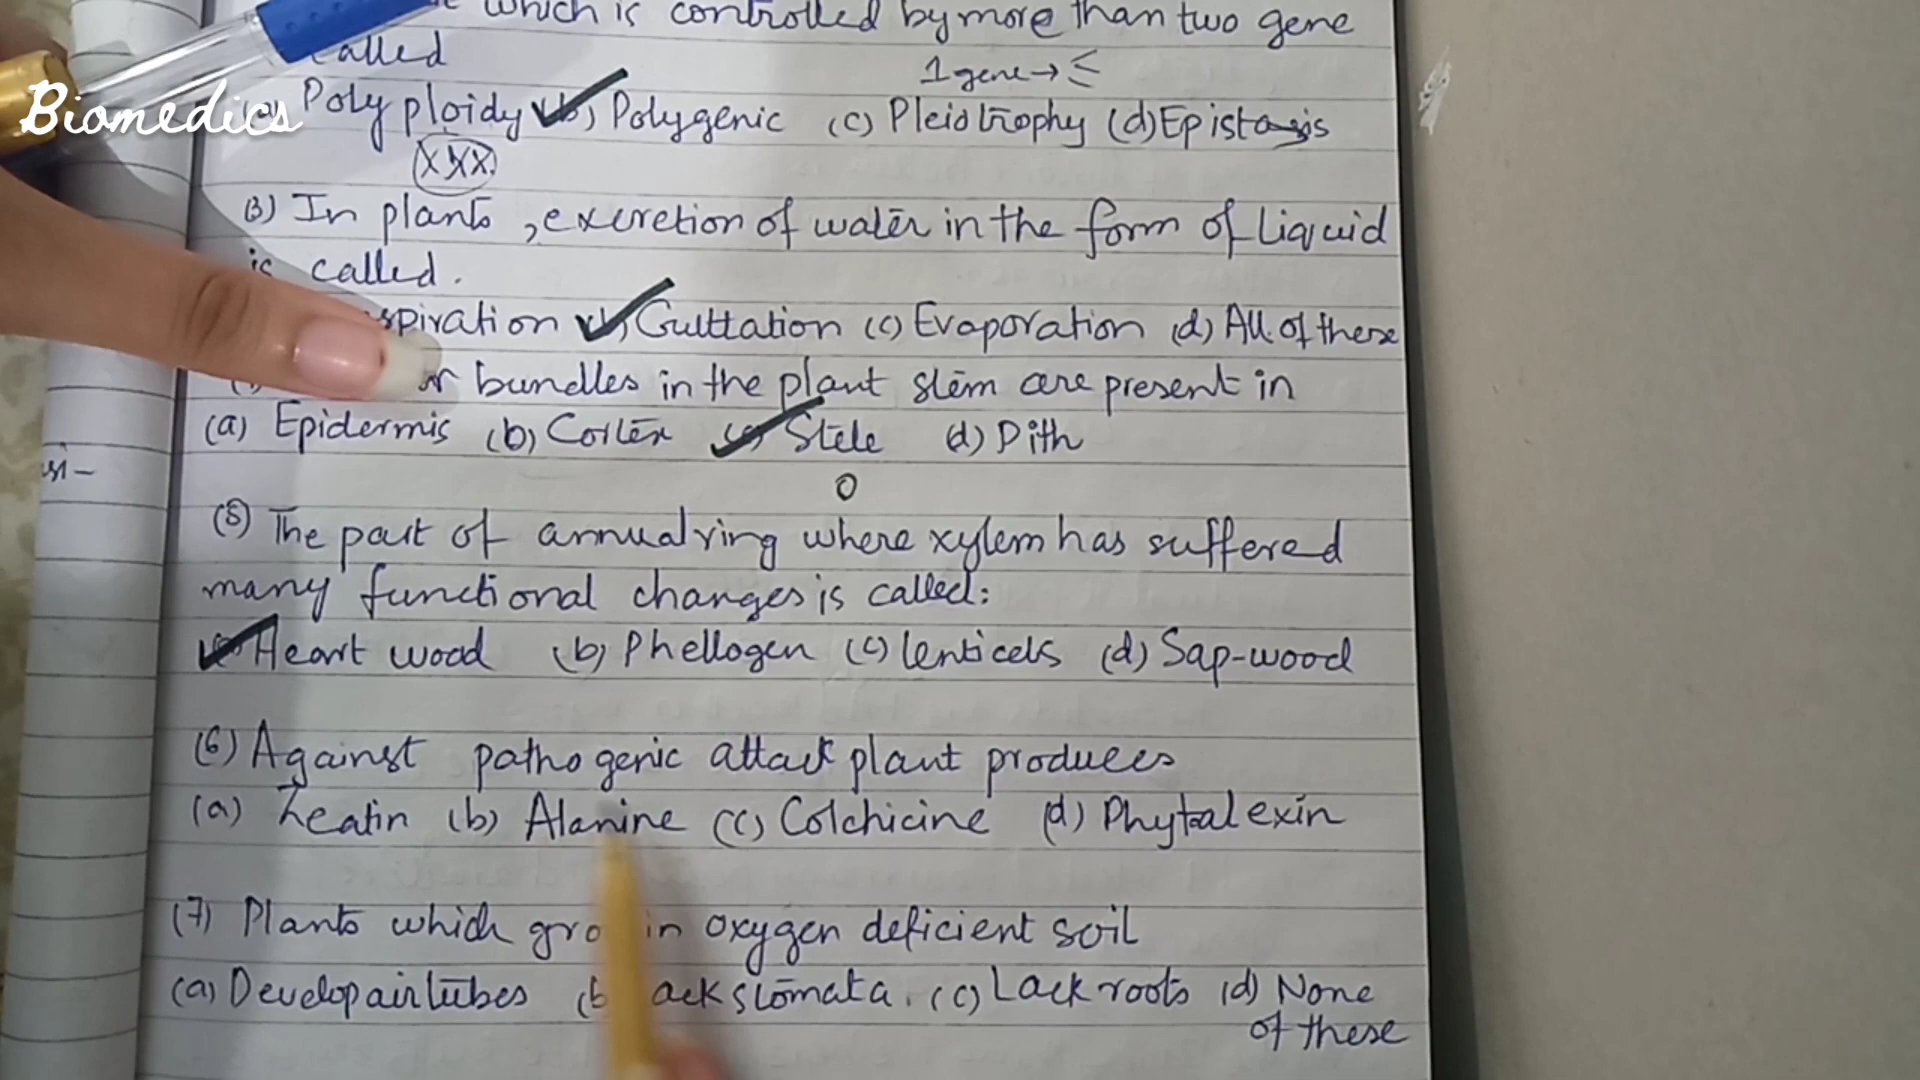 which is controlled by more than two gene
called
1 gene→
Biomedics
Polyploidy (b) Polygenic (c) Pleiotrophy (d) Epistasis
XXX
(3) In plants, excretion of water in the form of liquid
is called.
spiration (b) Guttation (c) Evaporation (d) All of these
bundles in the plant stem are present in
(a) Epidermis (b) Cortex (c) Stele (d) Pith
(5) The part of annual ring where xylem has suffered
many functional changes is called:
Heart wood (b) Phellogen (c) lenticels (d) Sap-wood
(6) Against pathogenic attack plant produces
(a) Zeatin (b) Alanine (c) Colchicine (d) Phytalexin
(7) Plants which gro in oxygen deficient soil
(a) Develop air tubes (b ack stomata. (c) Lack roots (d) None
of these